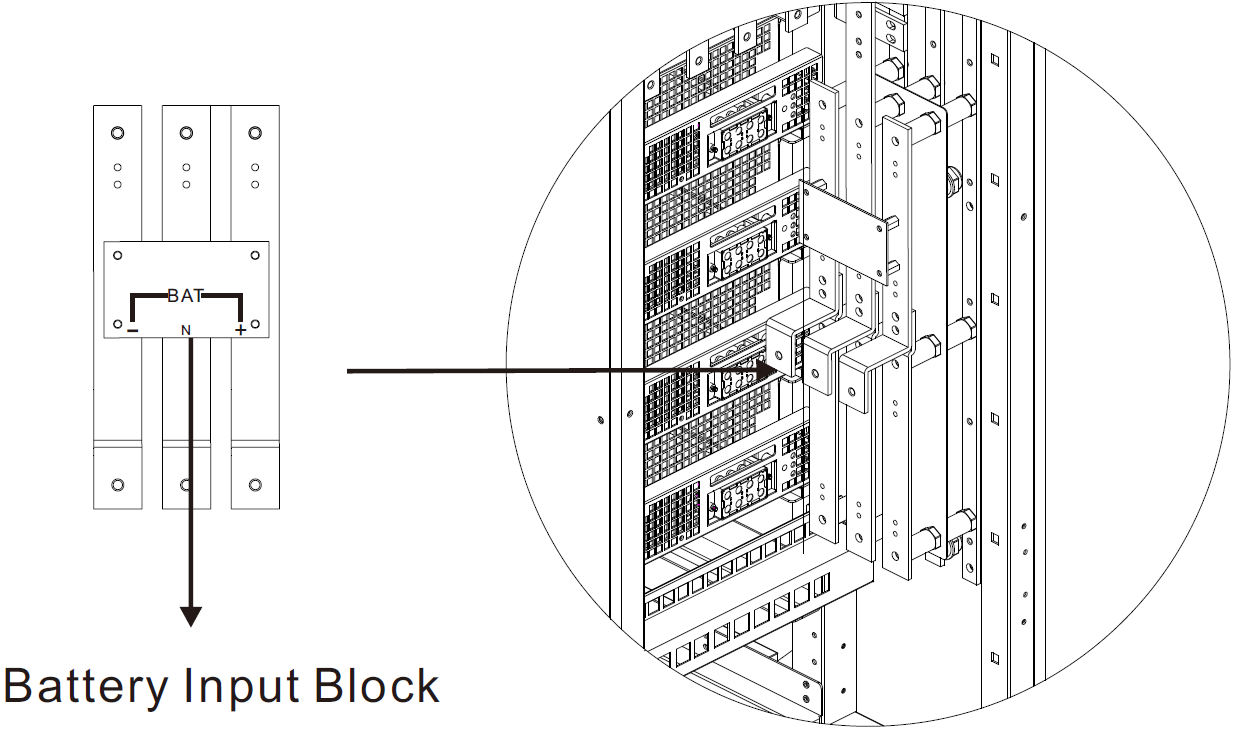 BAT
− N +
Battery Input Block